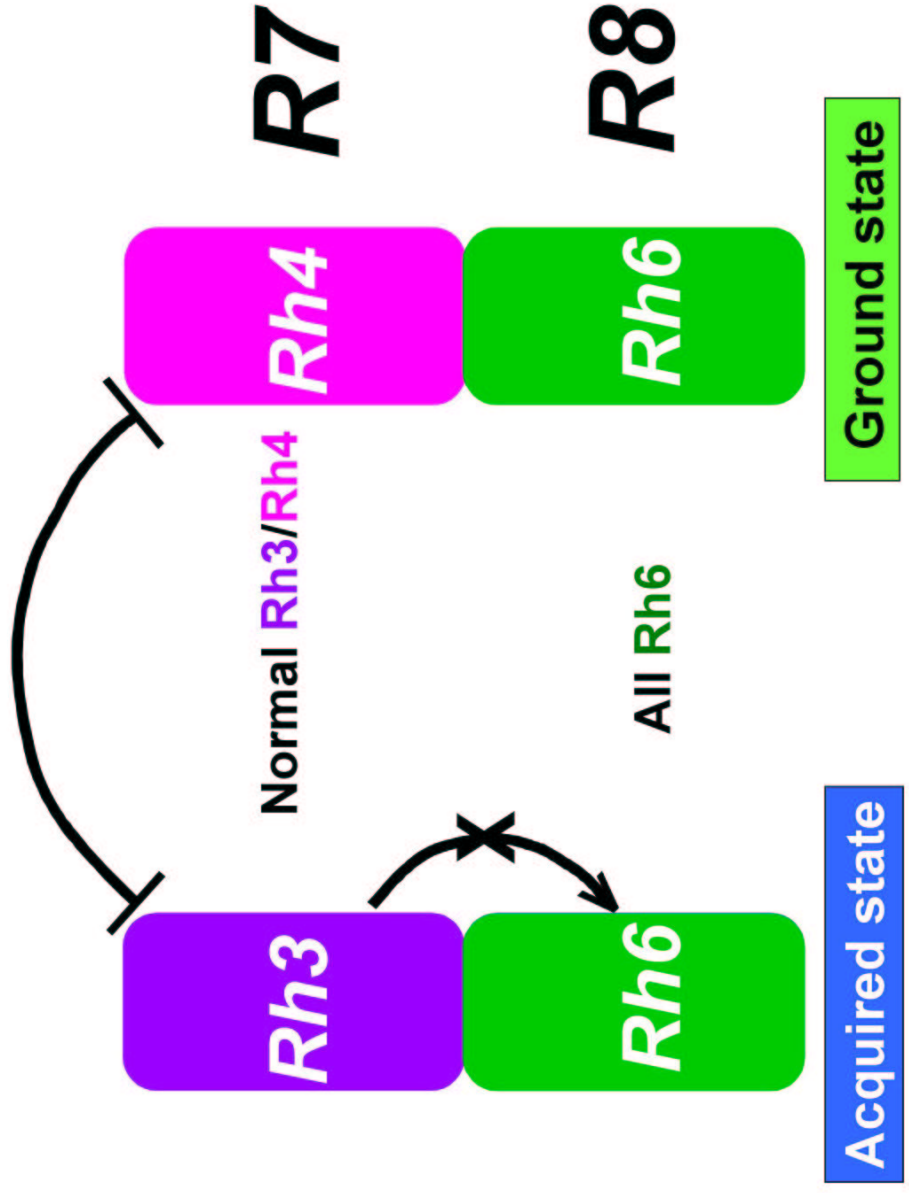 R7
R8
Rh3
Normal Rh3/Rh4
Rh4
Rh6
All Rh6
Rh6
Acquired state
Ground state